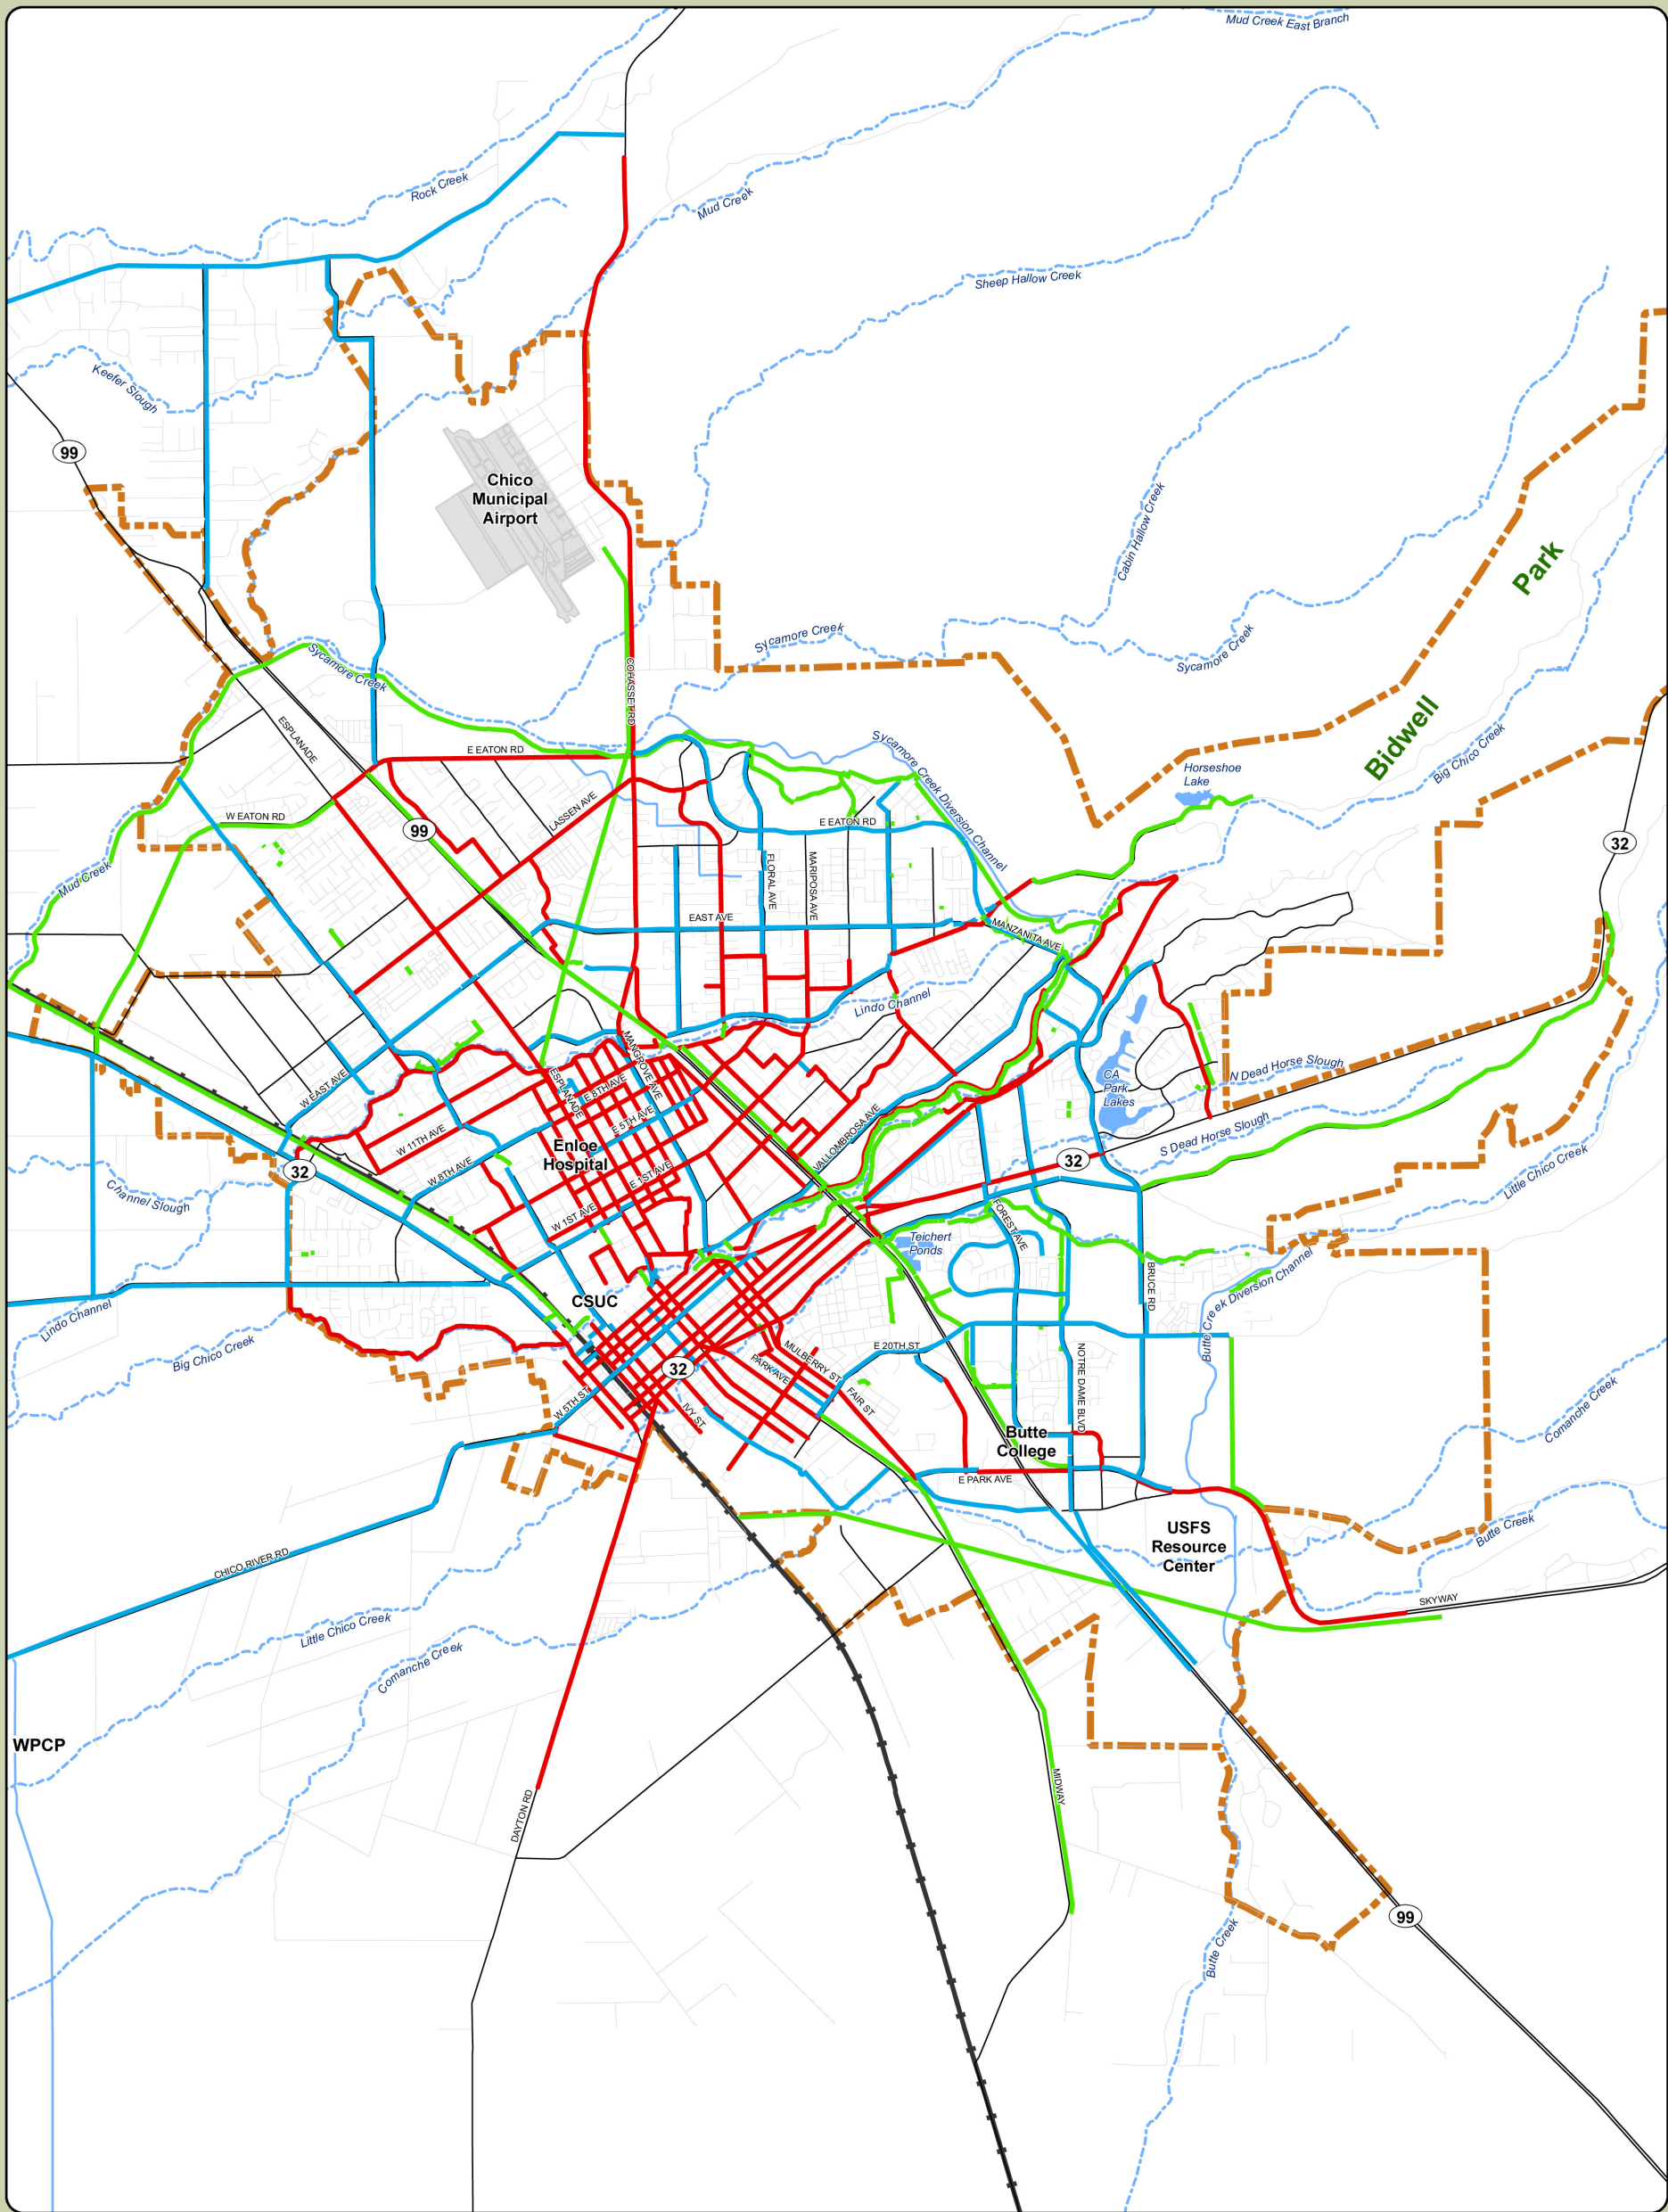 Mud Creek East Branch
Rock Creek
Mud Creek
Sheep Hallow Creek
Keefer Slough
99
Chico
Municipal
Airport
Cabin Hallow Creek
Park
Sycamore Creek
Sycamore Creek
Sycamore Creek
COHASSET RD
Bidwell
ESPLANADE
E EATON RD
Sycamore Creek Diversion Channel
Big Chico Creek
Horseshoe
Lake
W EATON RD
99
LASSEN AVE
E EATON RD
32
Mud Creek
FLORAL AVE
MARIPOSA AVE
EAST AVE
MANZANITA AVE
Lindo Channel
MANGROVE AVE
N Dead Horse Slough
CA
Park
Lakes
W EAST AVE
ESPLANADE
E 8TH AVE
E 5TH AVE
VALLOMBROSA AVE
W 11TH AVE
S Dead Horse Slough
Enloe
Hospital
32
32
W 8TH AVE
E 1ST AVE
Little Chico Creek
Channel Slough
W 1ST AVE
FOREST AVE
Teichert
Ponds
BRUCE RD
Butte Creek Diversion Channel
CSUC
Lindo Channel
Big Chico Creek
E 20TH ST
MULBERRY ST
NOTRE DAME BLVD
32
PARK AVE
FAIR ST
W 5TH ST
IVY ST
Comanche Creek
Butte
College
E PARK AVE
USFS
Resource
Center
Butte Creek
CHICO RIVER RD
SKYWAY
Little Chico Creek
Comanche Creek
WPCP
MIDWAY
DAYTON RD
99
Butte Creek